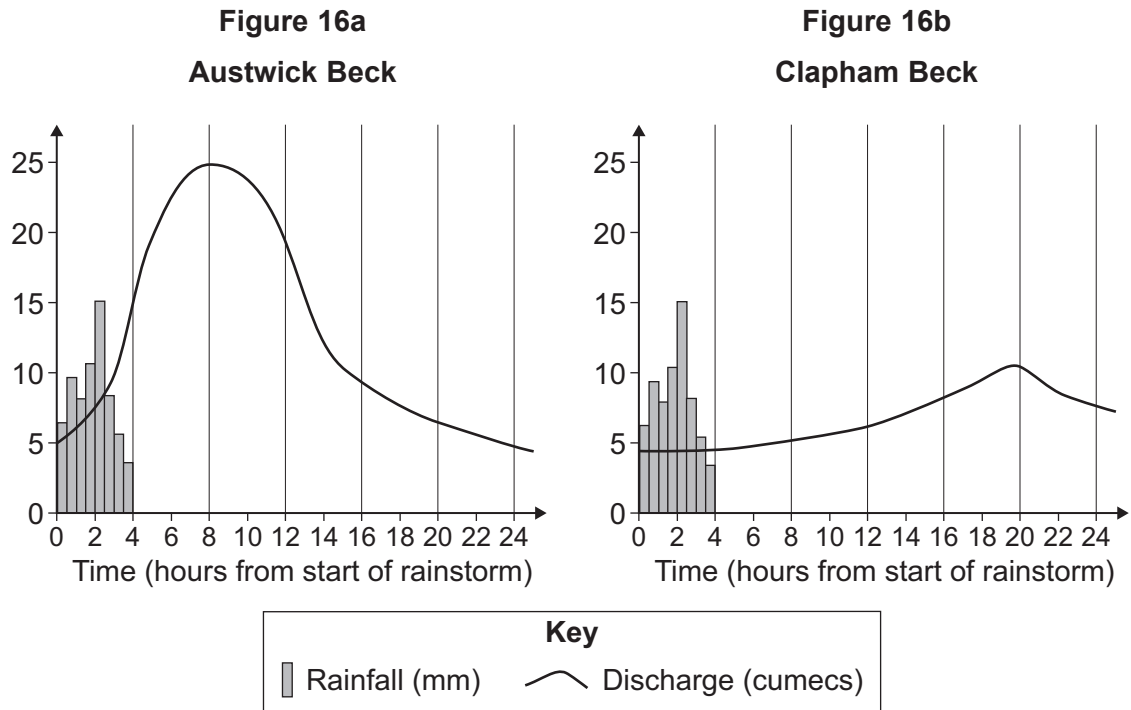 Figure 16a
Austwick Beck
25
20
15
10
5
0
0 2 4 6 8 10 12 14 16 18 20 22 24
Time (hours from start of rainstorm)
Figure 16b
Clapham Beck
25
20
15
10
5
0
0 2 4 6 8 10 12 14 16 18 20 22 24
Time (hours from start of rainstorm)
Key
Rainfall (mm) Discharge (cumecs)